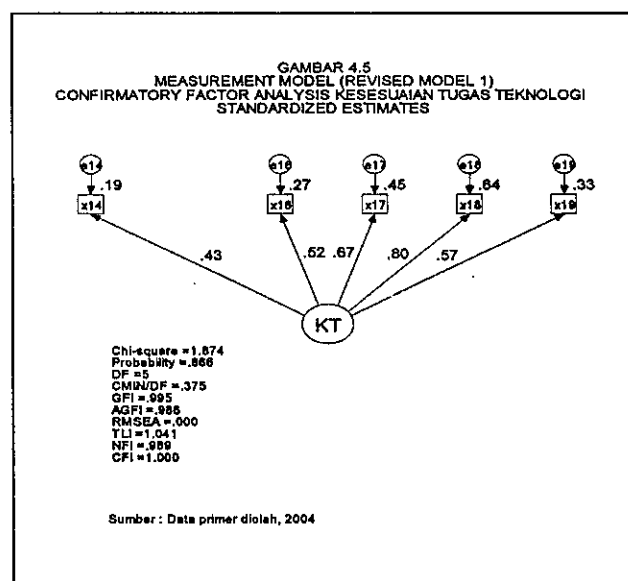 GAMBAR 4.5
MEASUREMENT MODEL (REVISED MODEL 1)
CONFIRMATORY FACTOR ANALYSIS KESESUAIAN TUGAS TEKNOLOGI
STANDARDIZED ESTIMATES
e14 e16 e17 e18 e19
.19 .27 .45 .64 .33
x14 x16 x17 x18 x19
.43 .52 .67 .80 .57
KT
Chi-square =1.874
Probability =.866
DF =5
CMIN/DF =.375
GFI =.995
AGFI =.986
RMSEA =.000
TLI =1.041
NFI =.989
CFI =1.000
Sumber : Data primer diolah, 2004